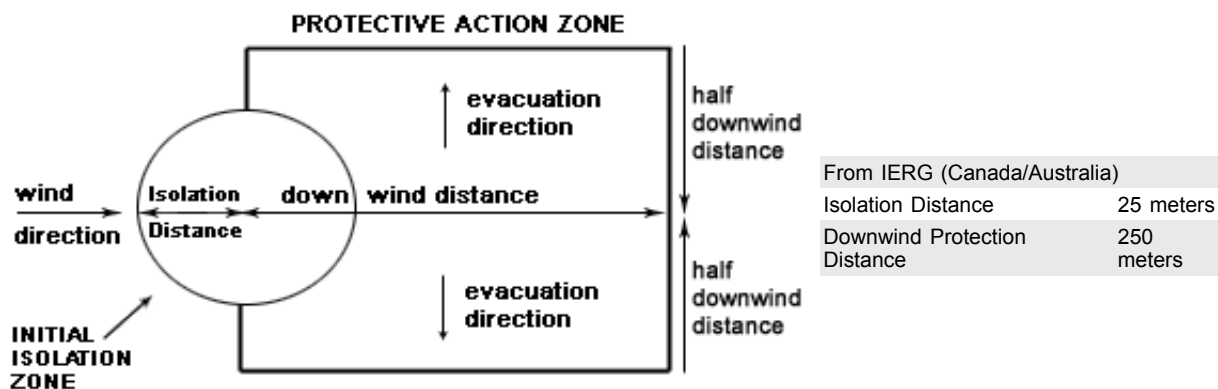 PROTECTIVE ACTION ZONE
evacuation
direction
half
downwind
distance
wind
direction
Isolation
Distance
down wind distance
evacuation
direction
half
downwind
distance
INITIAL
ISOLATION
ZONE
From IERG (Canada/Australia)
Isolation Distance 25 meters
Downwind Protection 250
Distance meters